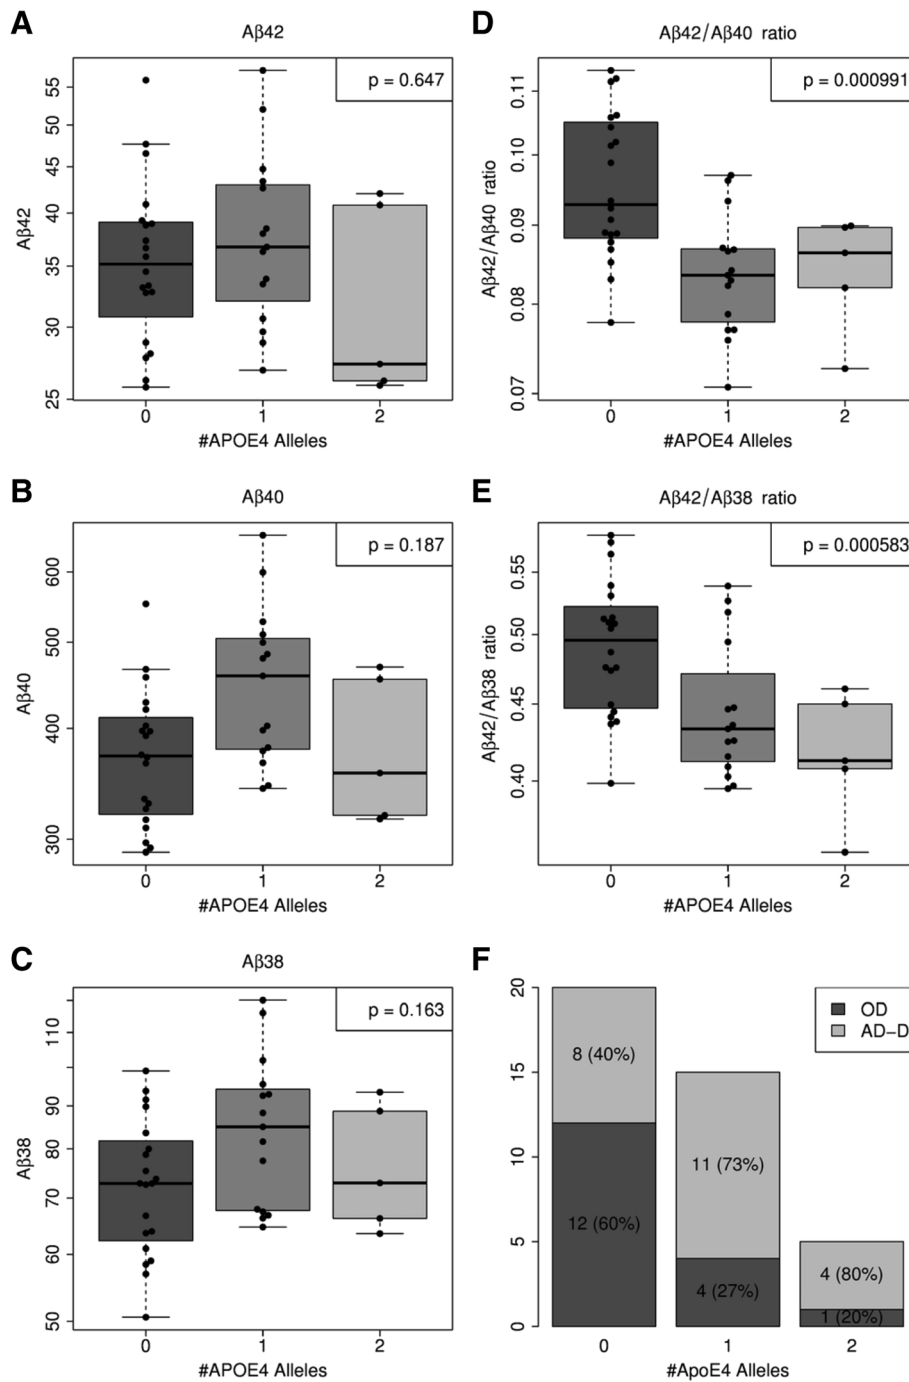 A
Aβ42
p = 0.647
Aβ42
55
50
45
40
35
30
25
0 1 2
#APOE4 Alleles
D
Aβ42/Aβ40 ratio
p = 0.000991
Aβ42/Aβ40 ratio
0.11
0.10
0.09
0.08
0.07
0 1 2
#APOE4 Alleles
B
Aβ40
p = 0.187
Aβ40
600
500
400
300
0 1 2
#APOE4 Alleles
E
Aβ42/Aβ38 ratio
p = 0.000583
Aβ42/Aβ38 ratio
0.55
0.50
0.45
0.40
0 1 2
#APOE4 Alleles
C
Aβ38
p = 0.163
Aβ38
110
90
80
70
60
50
0 1 2
#APOE4 Alleles
F
20
15
10
5
0
OD
AD−D
8 (40%)
12 (60%)
11 (73%)
4 (27%)
4 (80%)
1 (20%)
0 1 2
#ApoE4 Alleles